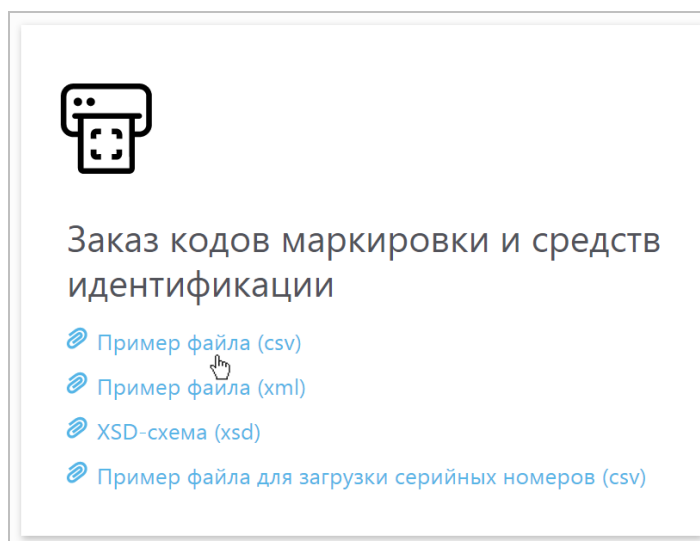 Заказ кодов маркировки и средств
идентификации
Пример файла (csv)
Пример файла (xml)
XSD-схема (xsd)
Пример файла для загрузки серийных номеров (csv)